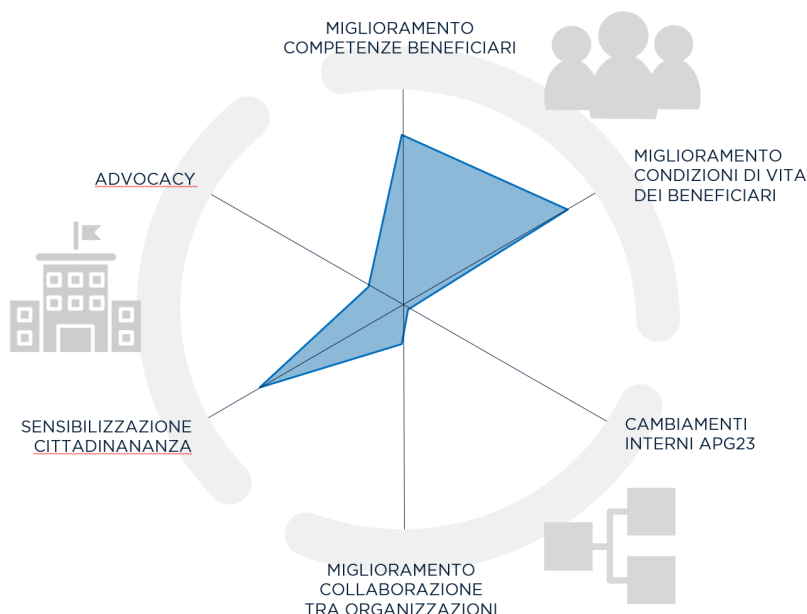 MIGLIORAMENTO
COMPETENZE BENEFICIARI
MIGLIORAMENTO
CONDIZIONI DI VITA
DEI BENEFICIARI
CAMBIAMENTI
INTERNI APG23
MIGLIORAMENTO
COLLABORAZIONE
TRA ORGANIZZAZIONI
SENSIBILIZZAZIONE
CITTADINANANZA
ADVOCACY